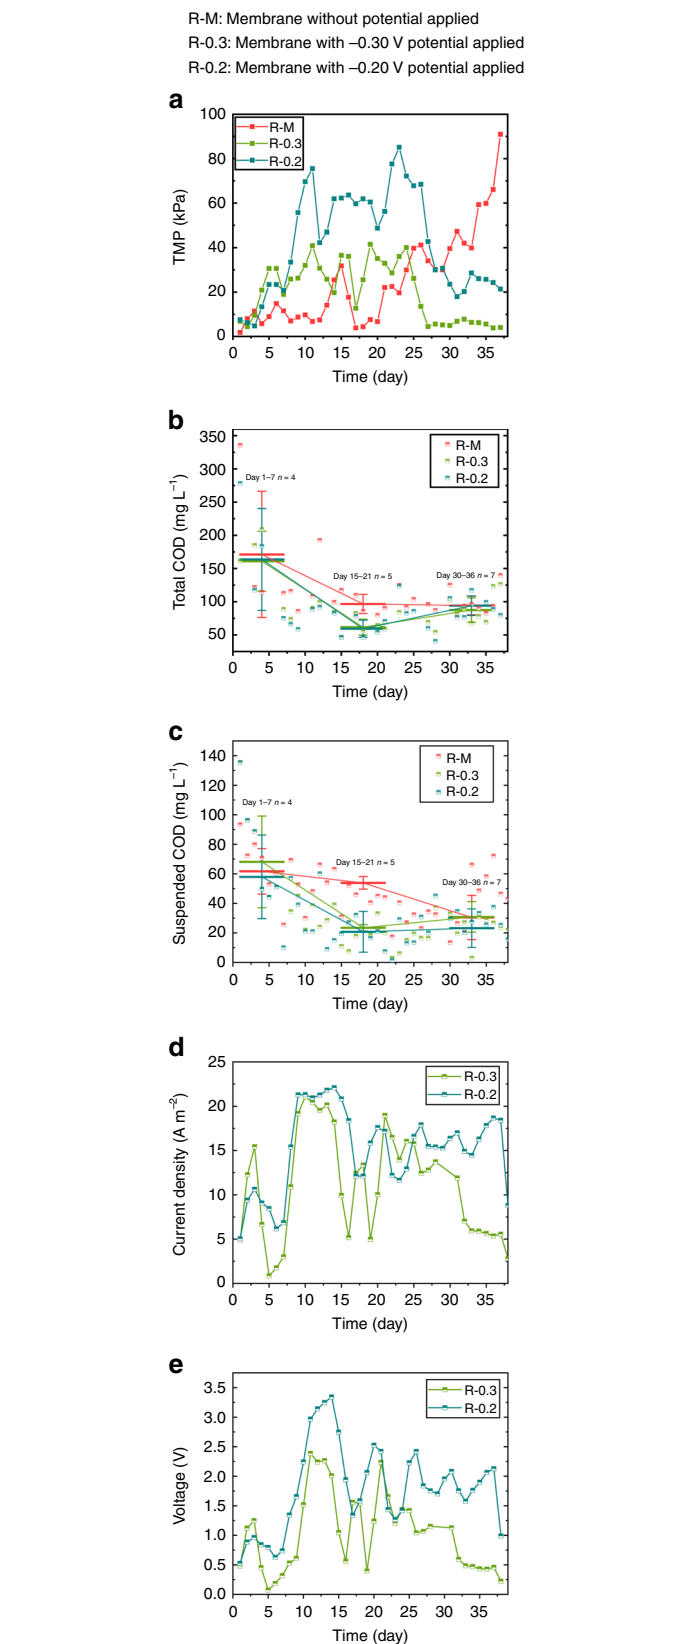 R-M: Membrane without potential applied
R-0.3: Membrane with –0.30 V potential applied
R-0.2: Membrane with –0.20 V potential applied
a
100
80
60
40
20
0
TMP (kPa)
R-M
R-0.3
R-0.2
0 5 10 15 20 25 30 35
Time (day)
b
350
300
250
200
150
100
50
Total COD (mg L⁻¹)
R-M
R-0.3
R-0.2
Day 1–7 n = 4
Day 15–21 n = 5
Day 30–36 n = 7
0 5 10 15 20 25 30 35
Time (day)
c
140
120
100
80
60
40
20
0
Suspended COD (mg L⁻¹)
R-M
R-0.3
R-0.2
Day 1–7 n = 4
Day 15–21 n = 5
Day 30–36 n = 7
0 5 10 15 20 25 30 35
Time (day)
d
25
20
15
10
5
0
Current density (A m⁻²)
R-0.3
R-0.2
0 5 10 15 20 25 30 35
Time (day)
e
3.5
3.0
2.5
2.0
1.5
1.0
0.5
0.0
Voltage (V)
R-0.3
R-0.2
0 5 10 15 20 25 30 35
Time (day)